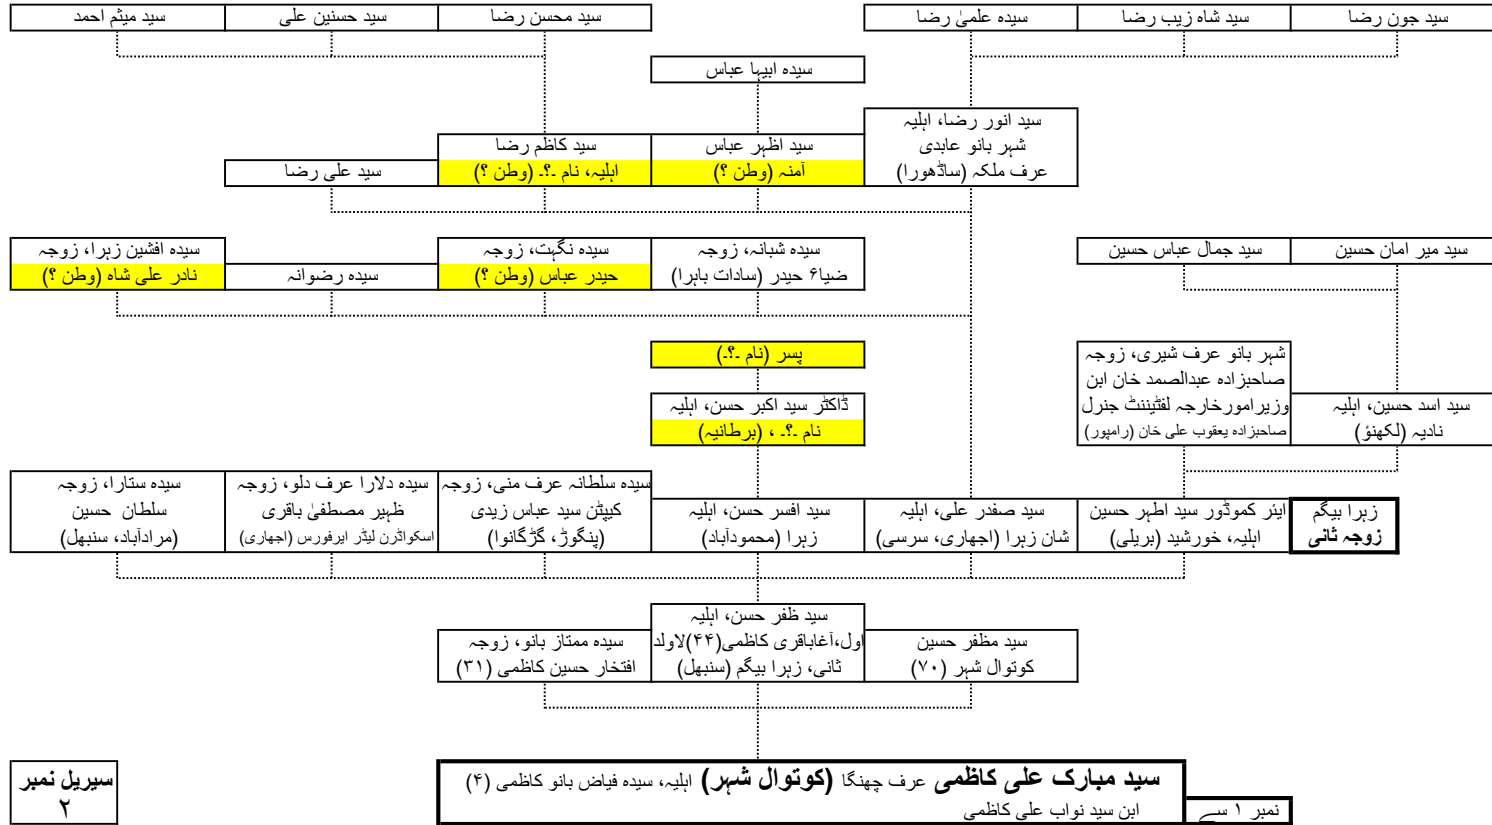 سید جون رضا
سید شاہ زیب رضا
سیدہ علمیٰ رضا
سید محسن رضا
سید حسنین علی
سید میثم احمد
سیدہ ابیہا عباس
سید انور رضا، اہلیہ
شہر بانو عابدی
عرف ملکہ (ساڈھورا)
سید اظہر عباس
آمنہ (وطن ؟)
سید کاظم رضا
اہلیہ، نام ـ؟ـ (وطن ؟)
سید علی رضا
سید میر امان حسین
سید جمال عباس حسین
سیدہ شبانہ، زوجہ
ضیاء حیدر (سادات باہرا)
سیدہ نگہت، زوجہ
حیدر عباس (وطن ؟)
سیدہ رضوانہ
سیدہ افشین زہرا، زوجہ
نادر علی شاہ (وطن ؟)
پسر (نام ـ؟ـ)
شہر بانو عرف شیری، زوجہ
صاحبزادہ عبدالصمد خان ابن
وزیرامورخارجہ لفٹیننٹ جنرل
صاحبزادہ یعقوب علی خان (رامپور)
سید اسد حسین، اہلیہ
نادیہ (لکھنؤ)
ڈاکٹر سید اکبر حسن، اہلیہ
نام ـ؟ـ ، (برطانیہ)
زہرا بیگم
زوجہ ثانی
ایئر کموڈور سید اطہر حسین
اہلیہ، خورشید (بریلی)
سید صفدر علی، اہلیہ
شان زہرا (اجھاری، سرسی)
سید افسر حسن، اہلیہ
زہرا (محمودآباد)
سیدہ سلطانہ عرف منی، زوجہ
کیپٹن سید عباس زیدی
(پنگوڑ، گڑگانوا)
سیدہ دلارا عرف دلو، زوجہ
ظہیر مصطفیٰ باقری
اسکواڈرن لیڈر ایرفورس (اجھاری)
سیدہ ستارا، زوجہ
سلطان حسین
(مرادآباد، سنبھل)
سید مظفر حسین
کوتوال شہر (۷۰)
سید ظفر حسن، اہلیہ
اول،آغاباقری کاظمی(۴۴)لاولد
ثانی، زہرا بیگم (سنبھل)
سیدہ ممتاز بانو، زوجہ
افتخار حسین کاظمی (۳۱)
سید مبارک علی کاظمی عرف چھنگا (کوتوال شہر) اہلیہ، سیدہ فیاض بانو کاظمی (۴)
ابن سید نواب علی کاظمی
نمبر ۱ سے
سیریل نمبر
۲